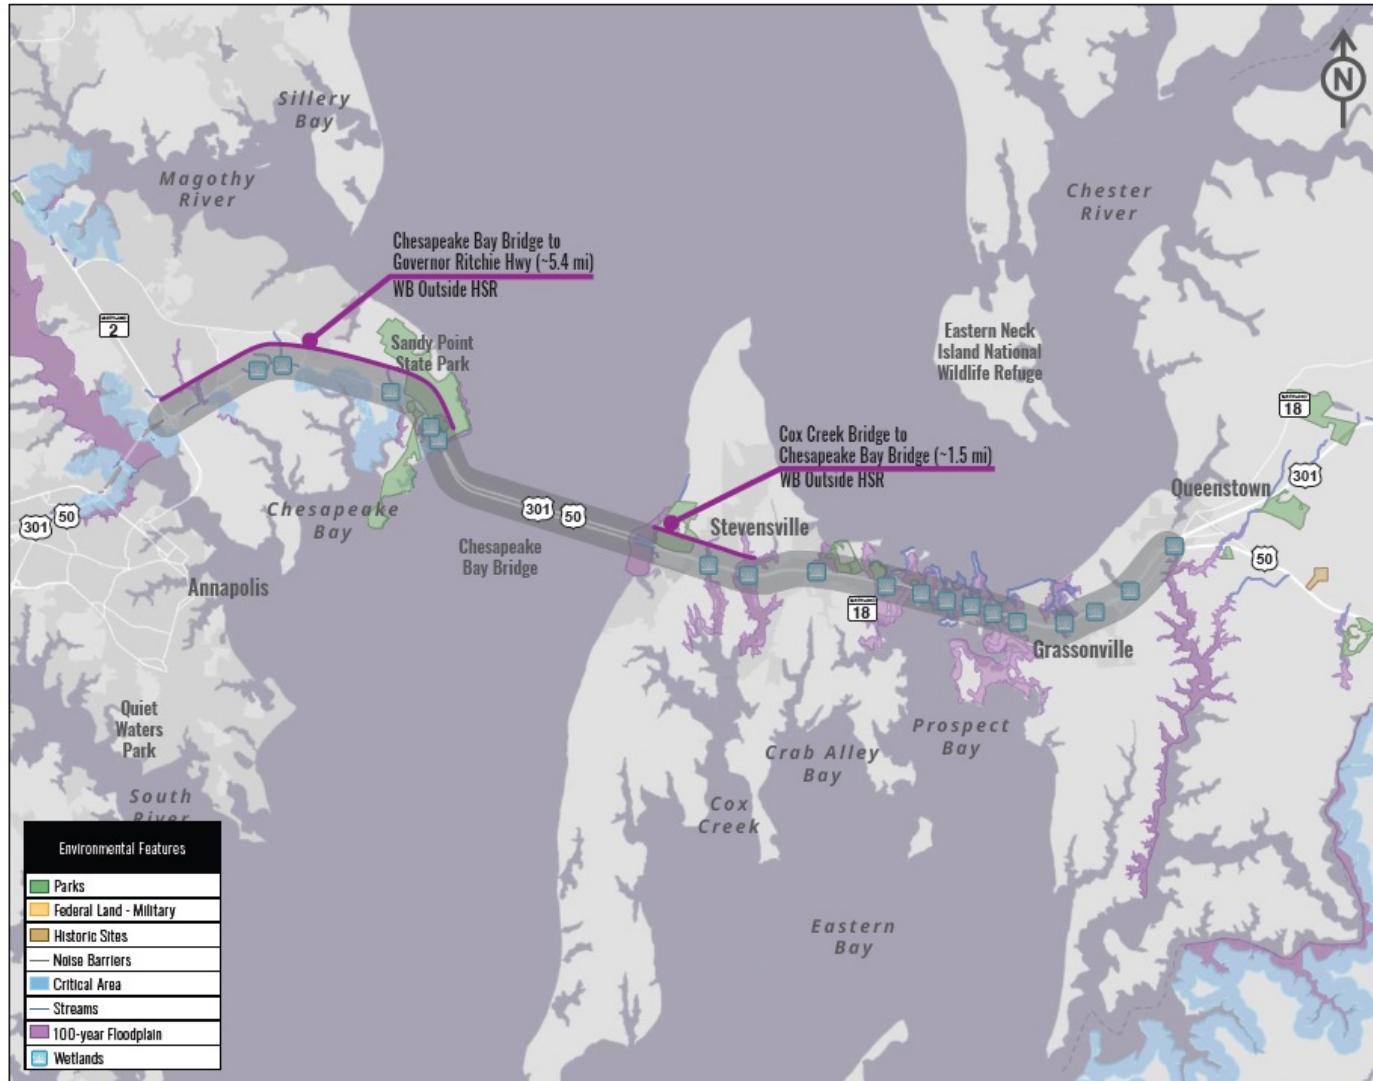 N
Sillery
Bay
Magothy
River
Chester
River
Chesapeake Bay Bridge to
Governor Ritchie Hwy (~5.4 mi)
WB Outside HSR
MARYLAND
2
Sandy Point
State Park
Eastern Neck
Island National
Wildlife Refuge
MARYLAND
18
Cox Creek Bridge to
Chesapeake Bay Bridge (~1.5 mi)
WB Outside HSR
301
Queenstown
Chesapeake
Bay
301
50
301
50
Stevensville
Chesapeake
Bay Bridge
50
Annapolis
MARYLAND
18
Grassonville
Quiet
Waters
Park
Prospect
Bay
Crab Alley
Bay
South
River
Cox
Creek
Eastern
Bay
Environmental Features
Parks
Federal Land - Military
Historic Sites
Noise Barriers
Critical Area
Streams
100-year Floodplain
Wetlands